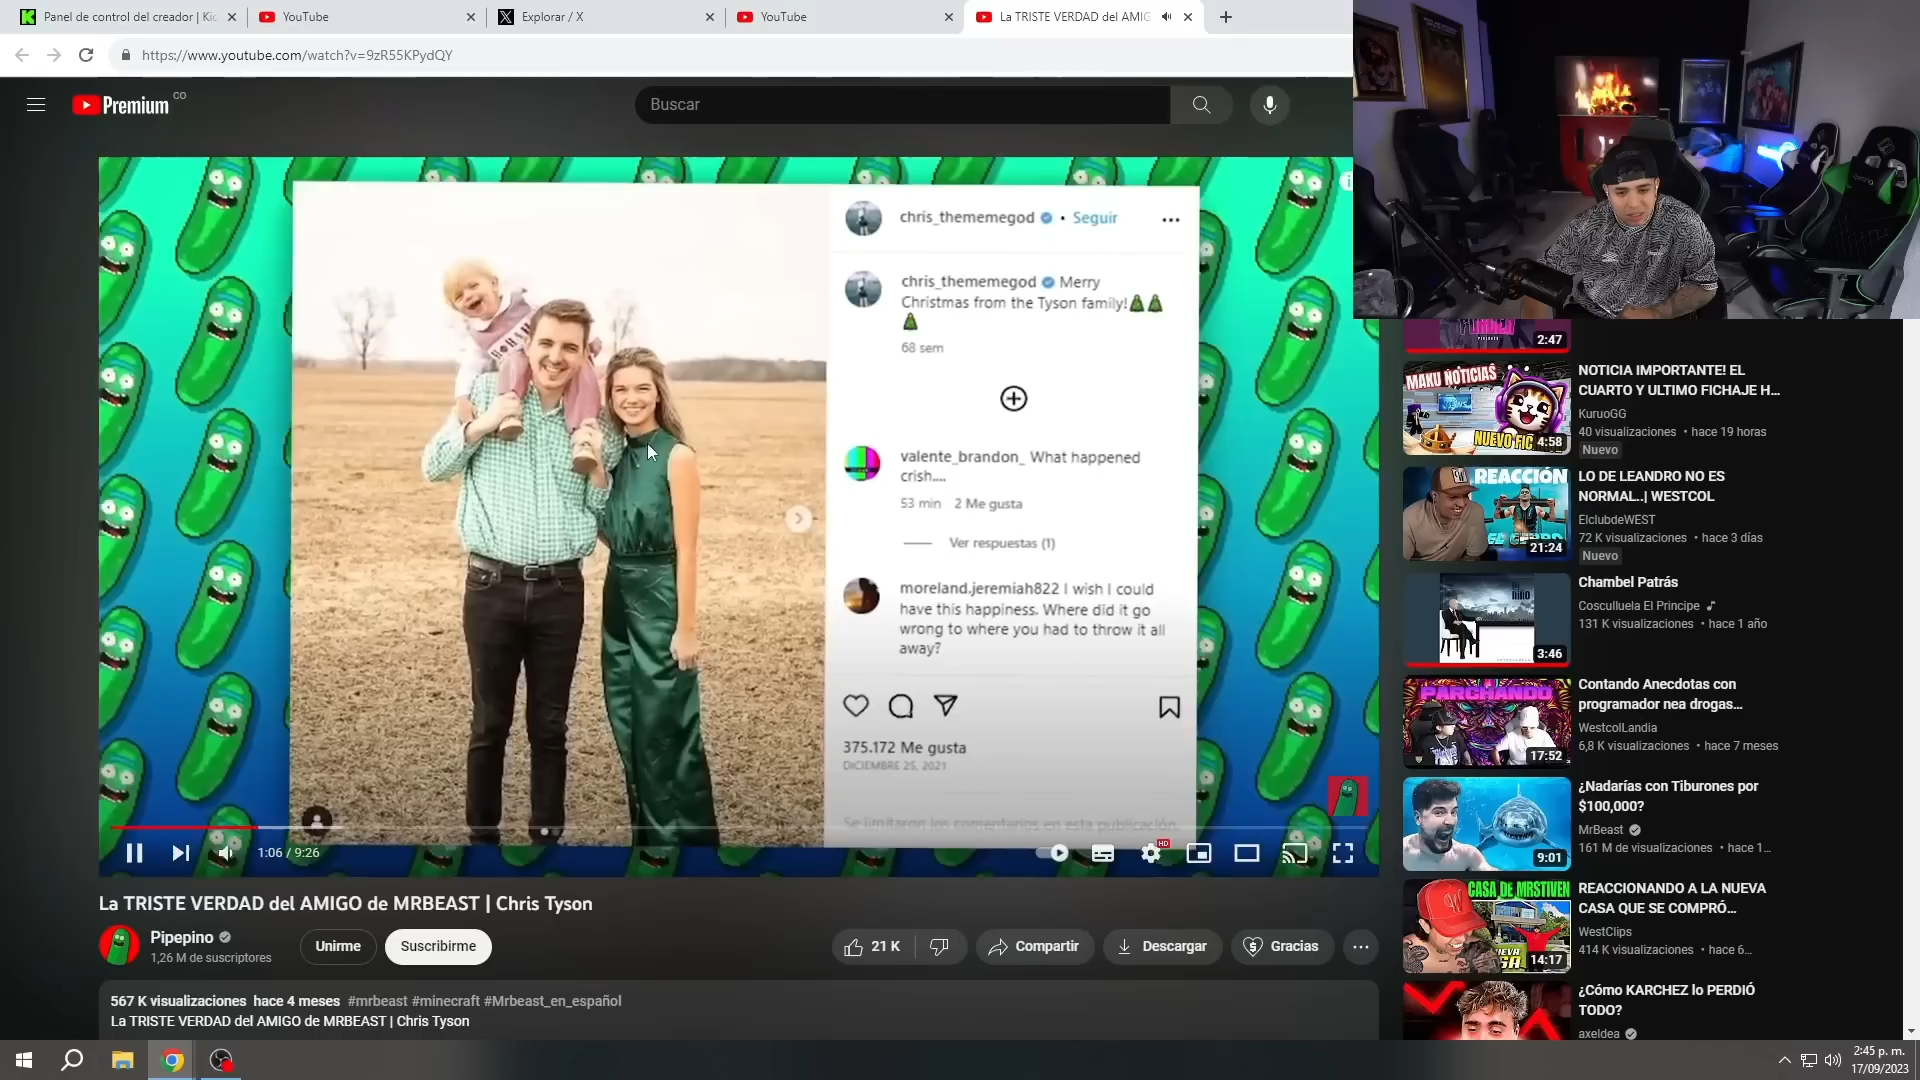 Panel de control del creador | Kic
YouTube
Explorar / X
YouTube
La TRISTE VERDAD del AMIG
https://www.youtube.com/watch?v=9zR55KPydQY
Premium CO
Buscar
chris_thememegod • Seguir
chris_thememegod Merry
Christmas from the Tyson family!
68 sem
valente_brandon_ What happened
crish....
53 min 2 Me gusta
Ver respuestas (1)
moreland.jeremiah822 I wish I could
have this happiness. Where did it go
wrong to where you had to throw it all
away?
375.172 Me gusta
DICIEMBRE 25, 2021
Se limitaron los comentarios en esta publicación
1:06 / 9:26
HD
La TRISTE VERDAD del AMIGO de MRBEAST | Chris Tyson
Pipepino
1,26 M de suscriptores
Unirme
Suscribirme
21 K
Compartir
Descargar
Gracias
567 K visualizaciones hace 4 meses #mrbeast #minecraft #Mrbeast_en_español
La TRISTE VERDAD del AMIGO de MRBEAST | Chris Tyson
2:47
MAKU NOTICIAS
NEWS
NUEVO FIC
4:58
NOTICIA IMPORTANTE! EL
CUARTO Y ULTIMO FICHAJE H...
KuruoGG
40 visualizaciones • hace 19 horas
Nuevo
REACCIÓN
21:24
LO DE LEANDRO NO ES
NORMAL..| WESTCOL
ElclubdeWEST
72 K visualizaciones • hace 3 días
Nuevo
3:46
Chambel Patrás
Cosculluela El Principe
131 K visualizaciones • hace 1 año
PARCHANDO
17:52
Contando Anecdotas con
programador nea drogas...
WestcolLandia
6,8 K visualizaciones • hace 7 meses
9:01
¿Nadarías con Tiburones por
$100,000?
MrBeast
161 M de visualizaciones • hace 1...
CASA DE MRSTIVEN
14:17
REACCIONANDO A LA NUEVA
CASA QUE SE COMPRÓ...
WestClips
414 K visualizaciones • hace 6...
¿Cómo KARCHEZ lo PERDIÓ
TODO?
axeldea
2:45 p. m.
17/09/2023